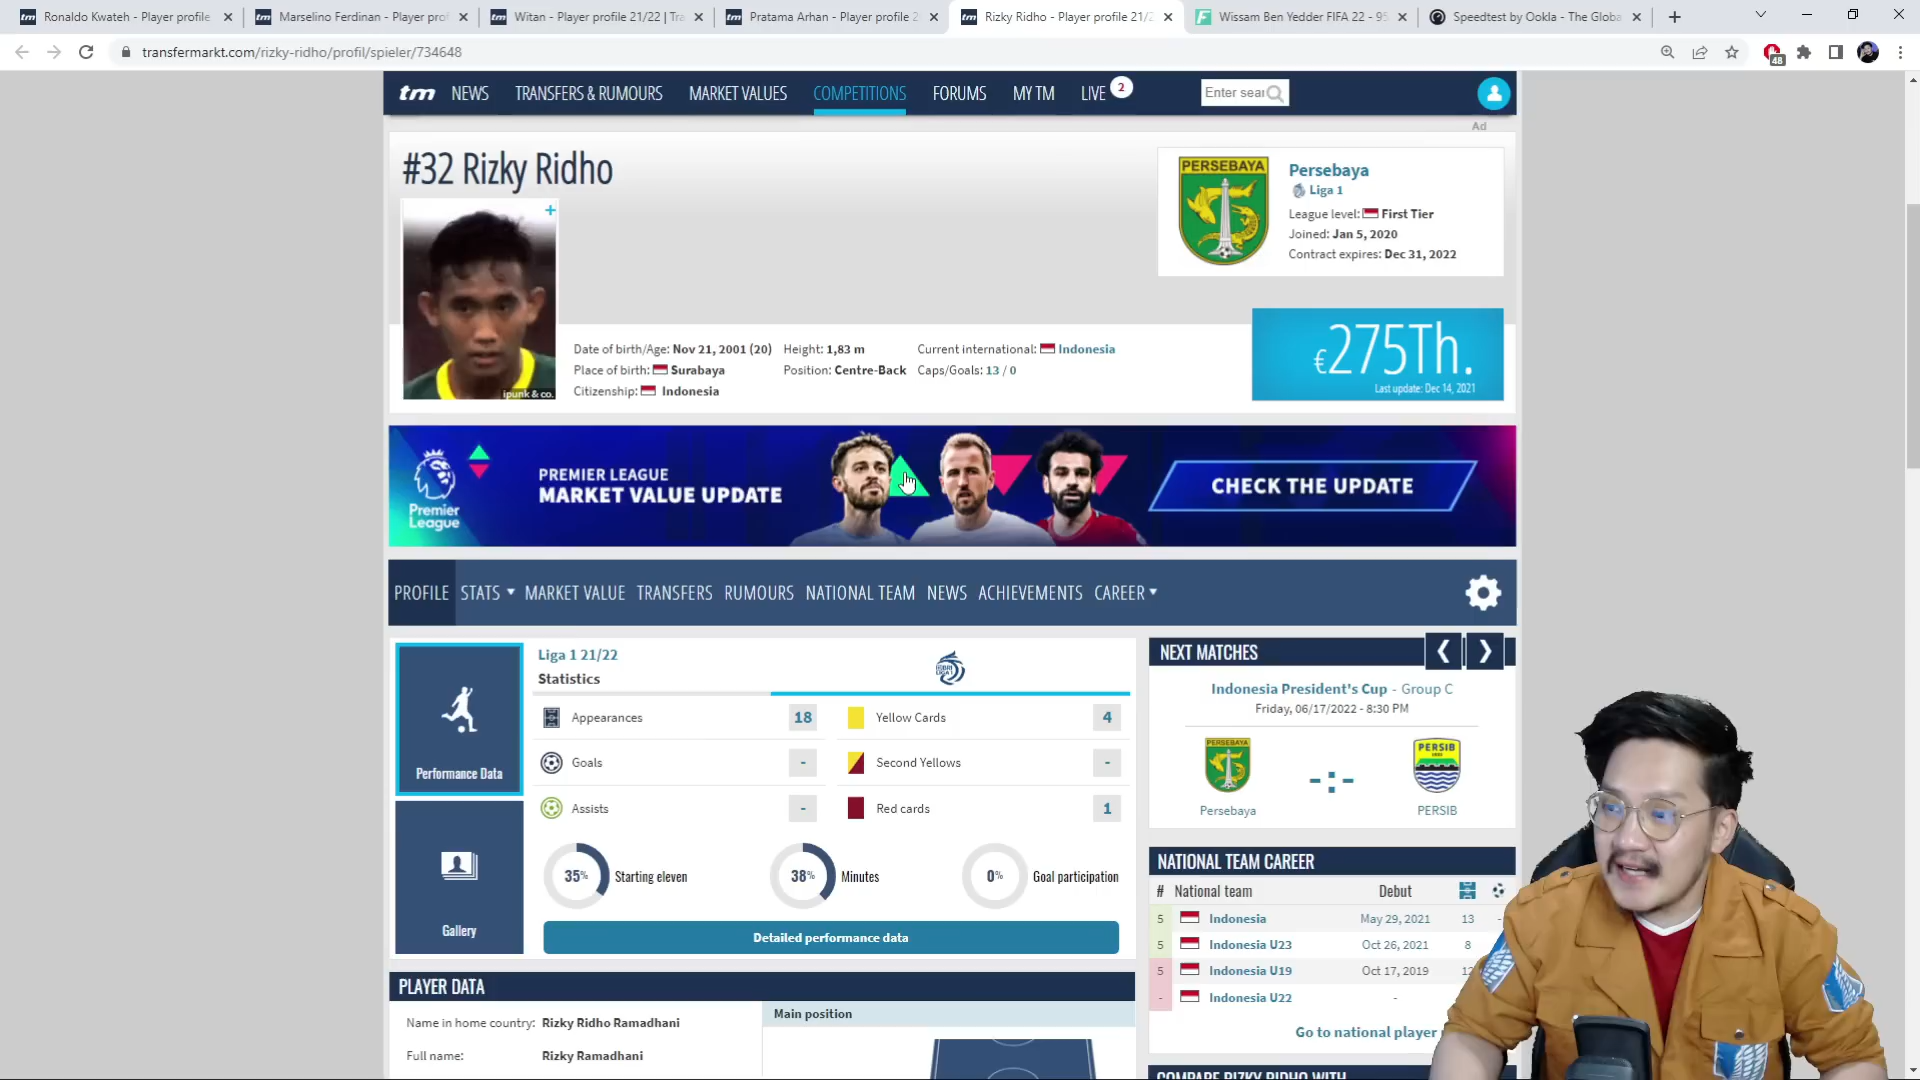 Ronaldo Kwateh - Player profile
Marselino Ferdinan - Player prof
Witan - Player profile 21/22 | Tra
Pratama Arhan - Player profile 2
Rizky Ridho - Player profile 21/2
Wissam Ben Yedder FIFA 22 - 95
Speedtest by Ookla - The Globa
transfermarkt.com/rizky-ridho/profil/spieler/734648
48
tm NEWS TRANSFERS & RUMOURS MARKET VALUES COMPETITIONS FORUMS MY TM LIVE 2
Enter sear
Ad
#32 Rizky Ridho
ipunk & co.
PERSEBAYA
Persebaya
Liga 1
League level: First Tier
Joined: Jan 5, 2020
Contract expires: Dec 31, 2022
Date of birth/Age: Nov 21, 2001 (20)
Place of birth: Surabaya
Citizenship: Indonesia
Height: 1,83 m
Position: Centre-Back
Current international: Indonesia
Caps/Goals: 13 / 0
€275Th.
Last update: Dec 14, 2021
Premier
League
PREMIER LEAGUE
MARKET VALUE UPDATE
CHECK THE UPDATE
PROFILE STATS MARKET VALUE TRANSFERS RUMOURS NATIONAL TEAM NEWS ACHIEVEMENTS CAREER
Performance Data
Gallery
Liga 1 21/22
Statistics
Appearances 18
Yellow Cards 4
Goals -
Second Yellows -
Assists -
Red cards 1
35% Starting eleven
38% Minutes
0% Goal participation
Detailed performance data
NEXT MATCHES
Indonesia President's Cup - Group C
Friday, 06/17/2022 - 8:30 PM
PERSEBAYA
PERSIB
-:-
Persebaya
PERSIB
NATIONAL TEAM CAREER
# National team Debut
5 Indonesia May 29, 2021 13 -
5 Indonesia U23 Oct 26, 2021 8
5 Indonesia U19 Oct 17, 2019
- Indonesia U22 -
Go to national player
PLAYER DATA
Name in home country: Rizky Ridho Ramadhani
Full name: Rizky Ramadhani
Main position
COMPARE RIZKY RIDHO WITH